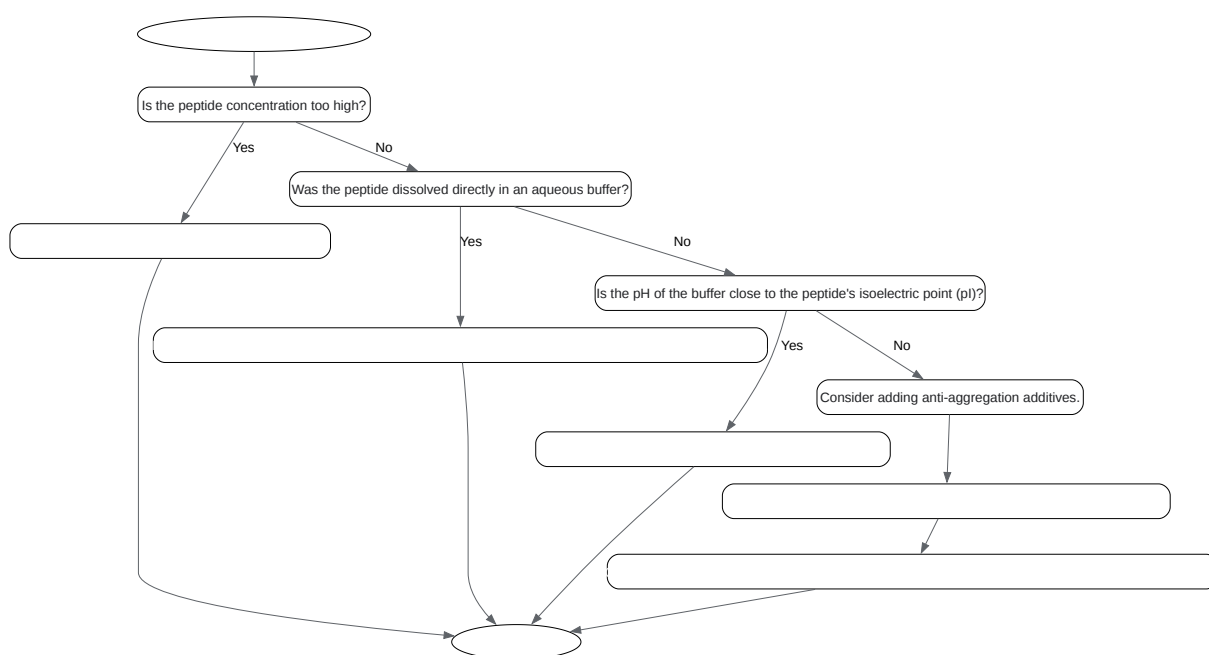 Is the peptide concentration too high?
Yes
No
Was the peptide dissolved directly in an aqueous buffer?
Yes
No
Is the pH of the buffer close to the peptide's isoelectric point (pI)?
Yes
No
Consider adding anti-aggregation additives.